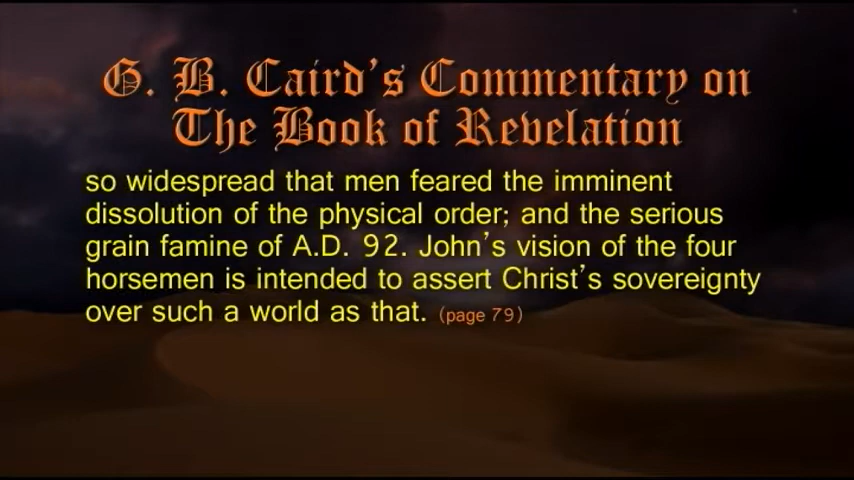 G. B. Caird's Commentary on
The Book of Revelation
so widespread that men feared the imminent
dissolution of the physical order; and the serious
grain famine of A.D. 92. John's vision of the four
horsemen is intended to assert Christ's sovereignty
over such a world as that. (page 79)